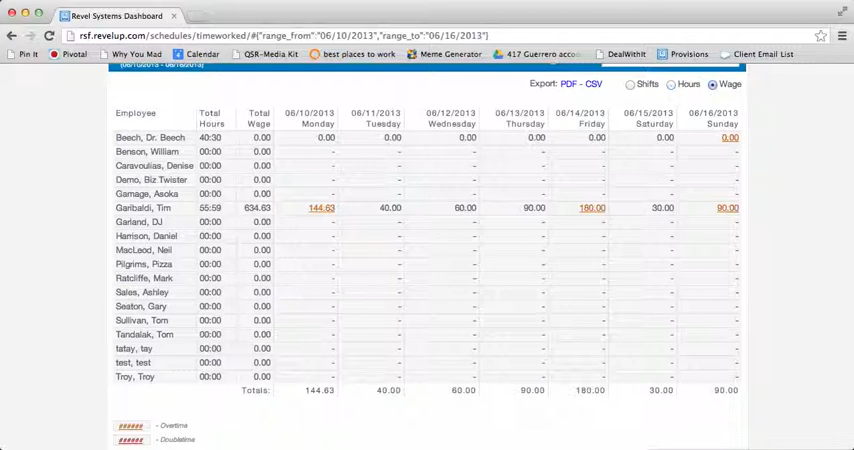 Revel Systems Dashboard
rsf.revelup.com/schedules/timeworked/#{"range_from":"06/10/2013","range_to":"06/16/2013"}
Pin It Pivotal Why You Mad Calendar QSR-Media Kit best places to work Meme Generator 417 Guerrero acco DealWithIt Provisions Client Email List
(06/10/2013 - 06/16/2013)
Export: PDF - CSV Shifts Hours Wage
Employee Total Hours Total Wage 06/10/2013 Monday 06/11/2013 Tuesday 06/12/2013 Wednesday 06/13/2013 Thursday 06/14/2013 Friday 06/15/2013 Saturday 06/16/2013 Sunday
Beech, Dr. Beech 40:30 0.00 0.00 0.00 0.00 0.00 0.00 0.00 0.00
Benson, William 00:00 0.00 - - - - - - -
Caravoulias, Denise 00:00 0.00 - - - - - - -
Demo, Biz Twister 00:00 0.00 - - - - - - -
Gamage, Asoka 00:00 0.00 - - - - - - -
Garibaldi, Tim 55:59 634.63 144.63 40.00 60.00 90.00 180.00 30.00 90.00
Garland, DJ 00:00 0.00 - - - - - - -
Harrison, Daniel 00:00 0.00 - - - - - - -
MacLeod, Neil 00:00 0.00 - - - - - - -
Pilgrims, Pizza 00:00 0.00 - - - - - - -
Ratcliffe, Mark 00:00 0.00 - - - - - - -
Sales, Ashley 00:00 0.00 - - - - - - -
Seaton, Gary 00:00 0.00 - - - - - - -
Sullivan, Tom 00:00 0.00 - - - - - - -
Tandalak, Tom 00:00 0.00 - - - - - - -
tatay, tay 00:00 0.00 - - - - - - -
test, test 00:00 0.00 - - - - - - -
Troy, Troy 00:00 0.00 - - - - - - -
Totals: 144.63 40.00 60.00 90.00 180.00 30.00 90.00
###### - Overtime
###### - Doubletime